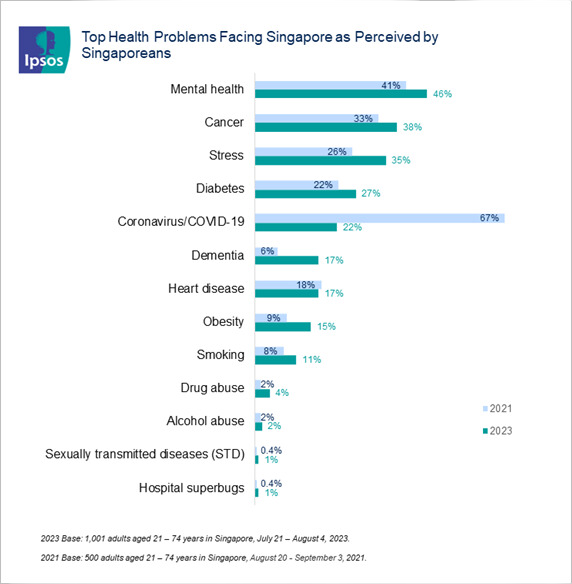 Ipsos
Top Health Problems Facing Singapore as Perceived by
Singaporeans
Mental health
41%
46%
Cancer
33%
38%
Stress
26%
35%
Diabetes
22%
27%
Coronavirus/COVID-19
67%
22%
Dementia
6%
17%
Heart disease
18%
17%
Obesity
9%
15%
Smoking
8%
11%
Drug abuse
2%
4%
Alcohol abuse
2%
2%
Sexually transmitted diseases (STD)
0.4%
1%
Hospital superbugs
0.4%
1%
2021
2023
2023 Base: 1,001 adults aged 21 – 74 years in Singapore, July 21 – August 4, 2023.
2021 Base: 500 adults aged 21 – 74 years in Singapore, August 20 - September 3, 2021.